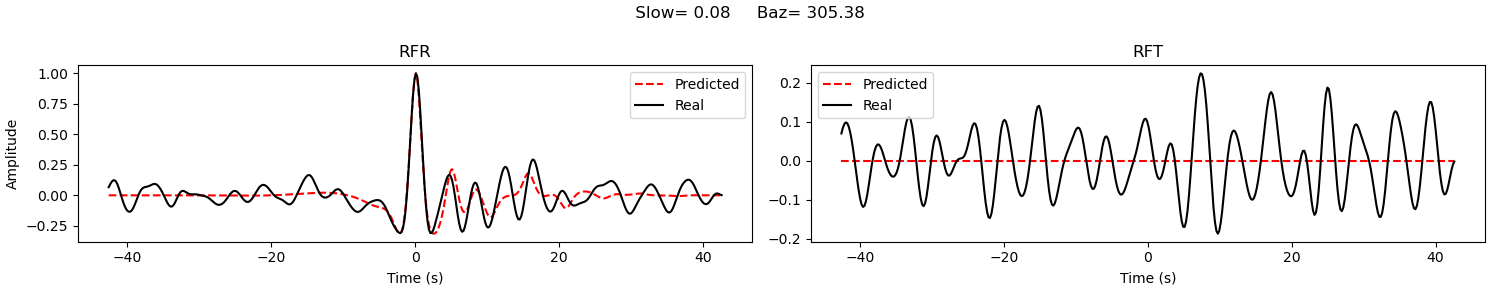 Slow= 0.08 Baz= 305.38
RFR
Amplitude
1.00
0.75
0.50
0.25
0.00
−0.25
−40
−20
0
20
40
Time (s)
Predicted
Real
RFT
0.2
0.1
0.0
−0.1
−0.2
−40
−20
0
20
40
Time (s)
Predicted
Real